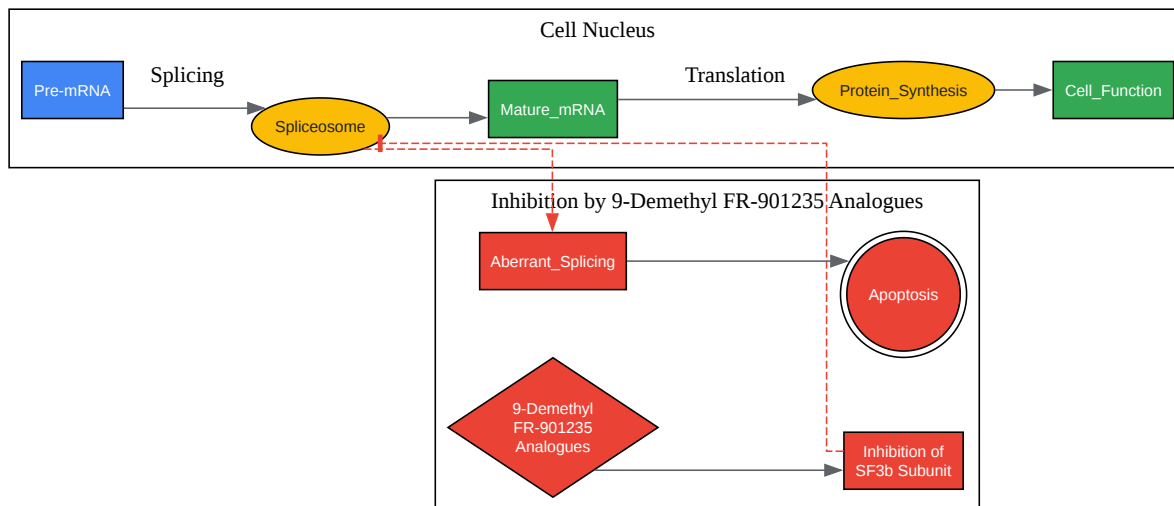 Cell Nucleus
Pre-mRNA
Splicing
Spliceosome
Mature_mRNA
Translation
Protein_Synthesis
Cell_Function
Inhibition by 9-Demethyl FR-901235 Analogues
Aberrant_Splicing
Apoptosis
9-Demethyl
FR-901235
Analogues
Inhibition of
SF3b Subunit